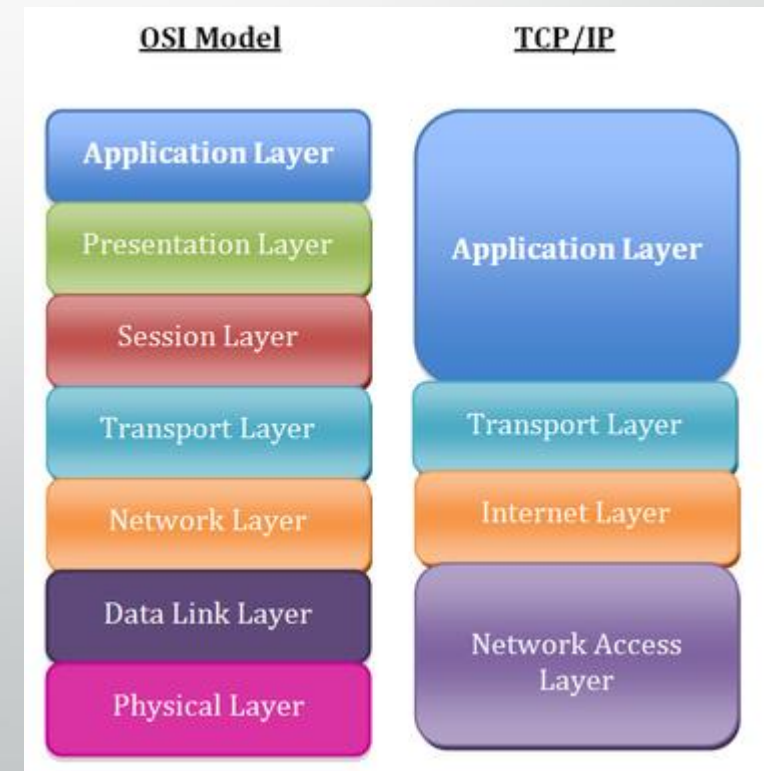 OSI Model
Application Layer
Presentation Layer
Session Layer
Transport Layer
Network Layer
Data Link Layer
Physical Layer
TCP/IP
Application Layer
Transport Layer
Internet Layer
Network Access
Layer